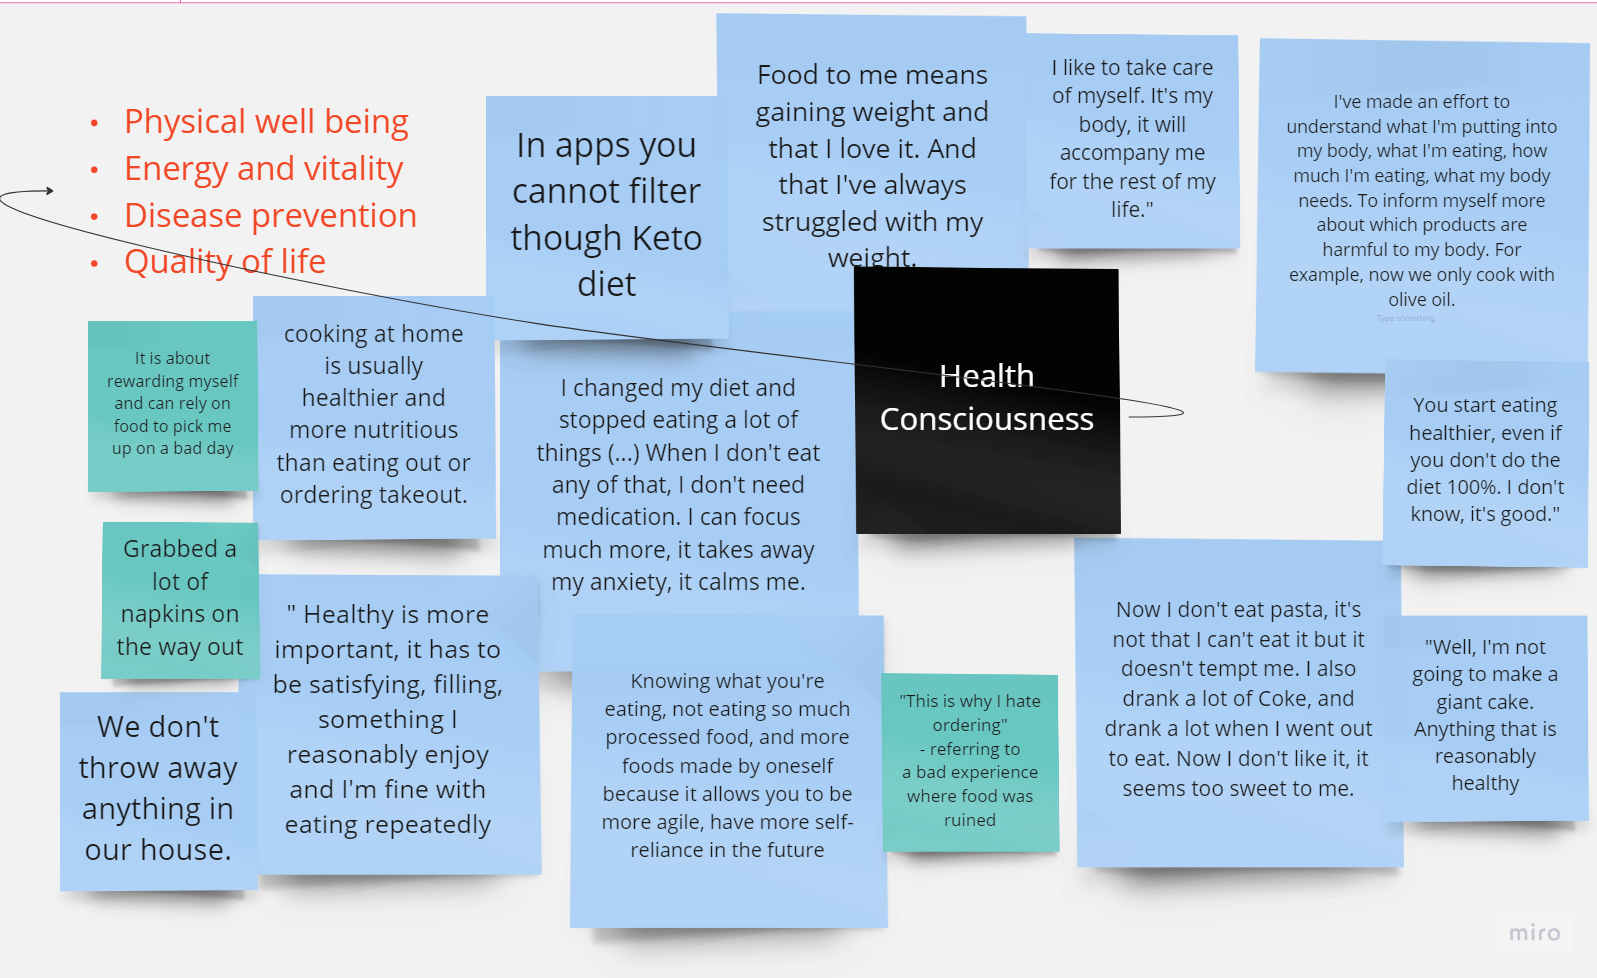 • Physical well being
• Energy and vitality
• Disease prevention
• Quality of life
In apps you
cannot filter
though Keto
diet
Food to me means
gaining weight and
that I love it. And
that I've always
struggled with my
weight.
I like to take care
of myself. It's my
body, it will
accompany me
for the rest of my
life."
I've made an effort to
understand what I'm putting into
my body, what I'm eating, how
much I'm eating, what my body
needs. To inform myself more
about which products are
harmful to my body. For
example, now we only cook with
olive oil.
Type something
It is about
rewarding myself
and can rely on
food to pick me
up on a bad day
cooking at home
is usually
healthier and
more nutritious
than eating out or
ordering takeout.
I changed my diet and
stopped eating a lot of
things (...) When I don't eat
any of that, I don't need
medication. I can focus
much more, it takes away
my anxiety, it calms me.
Health
Consciousness
You start eating
healthier, even if
you don't do the
diet 100%. I don't
know, it's good."
Grabbed a
lot of
napkins on
the way out
" Healthy is more
important, it has to
be satisfying, filling,
something I
reasonably enjoy
and I'm fine with
eating repeatedly
We don't
throw away
anything in
our house.
Knowing what you're
eating, not eating so much
processed food, and more
foods made by oneself
because it allows you to be
more agile, have more self-
reliance in the future
"This is why I hate
ordering"
- referring to
a bad experience
where food was
ruined
Now I don't eat pasta, it's
not that I can't eat it but it
doesn't tempt me. I also
drank a lot of Coke, and
drank a lot when I went out
to eat. Now I don't like it, it
seems too sweet to me.
"Well, I'm not
going to make a
giant cake.
Anything that is
reasonably
healthy
miro